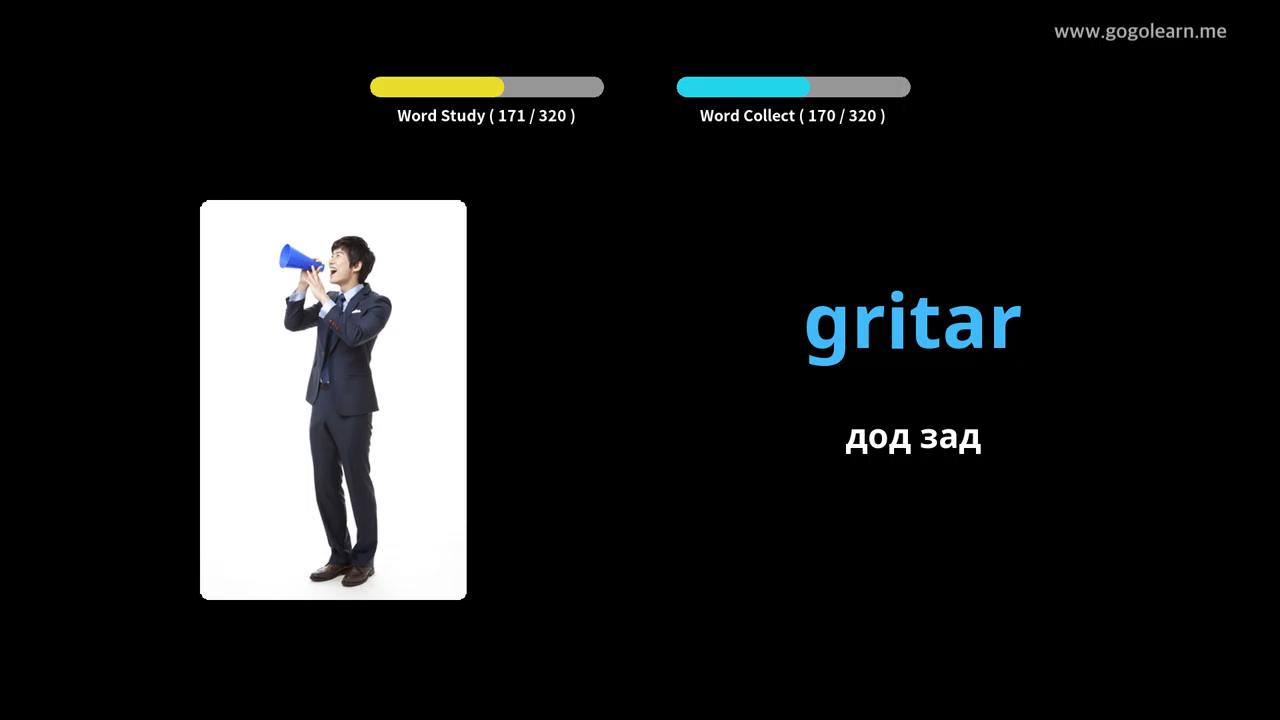 www.gogolearn.me
Word Study ( 171 / 320 )
Word Collect ( 170 / 320 )
gritar
дод зад